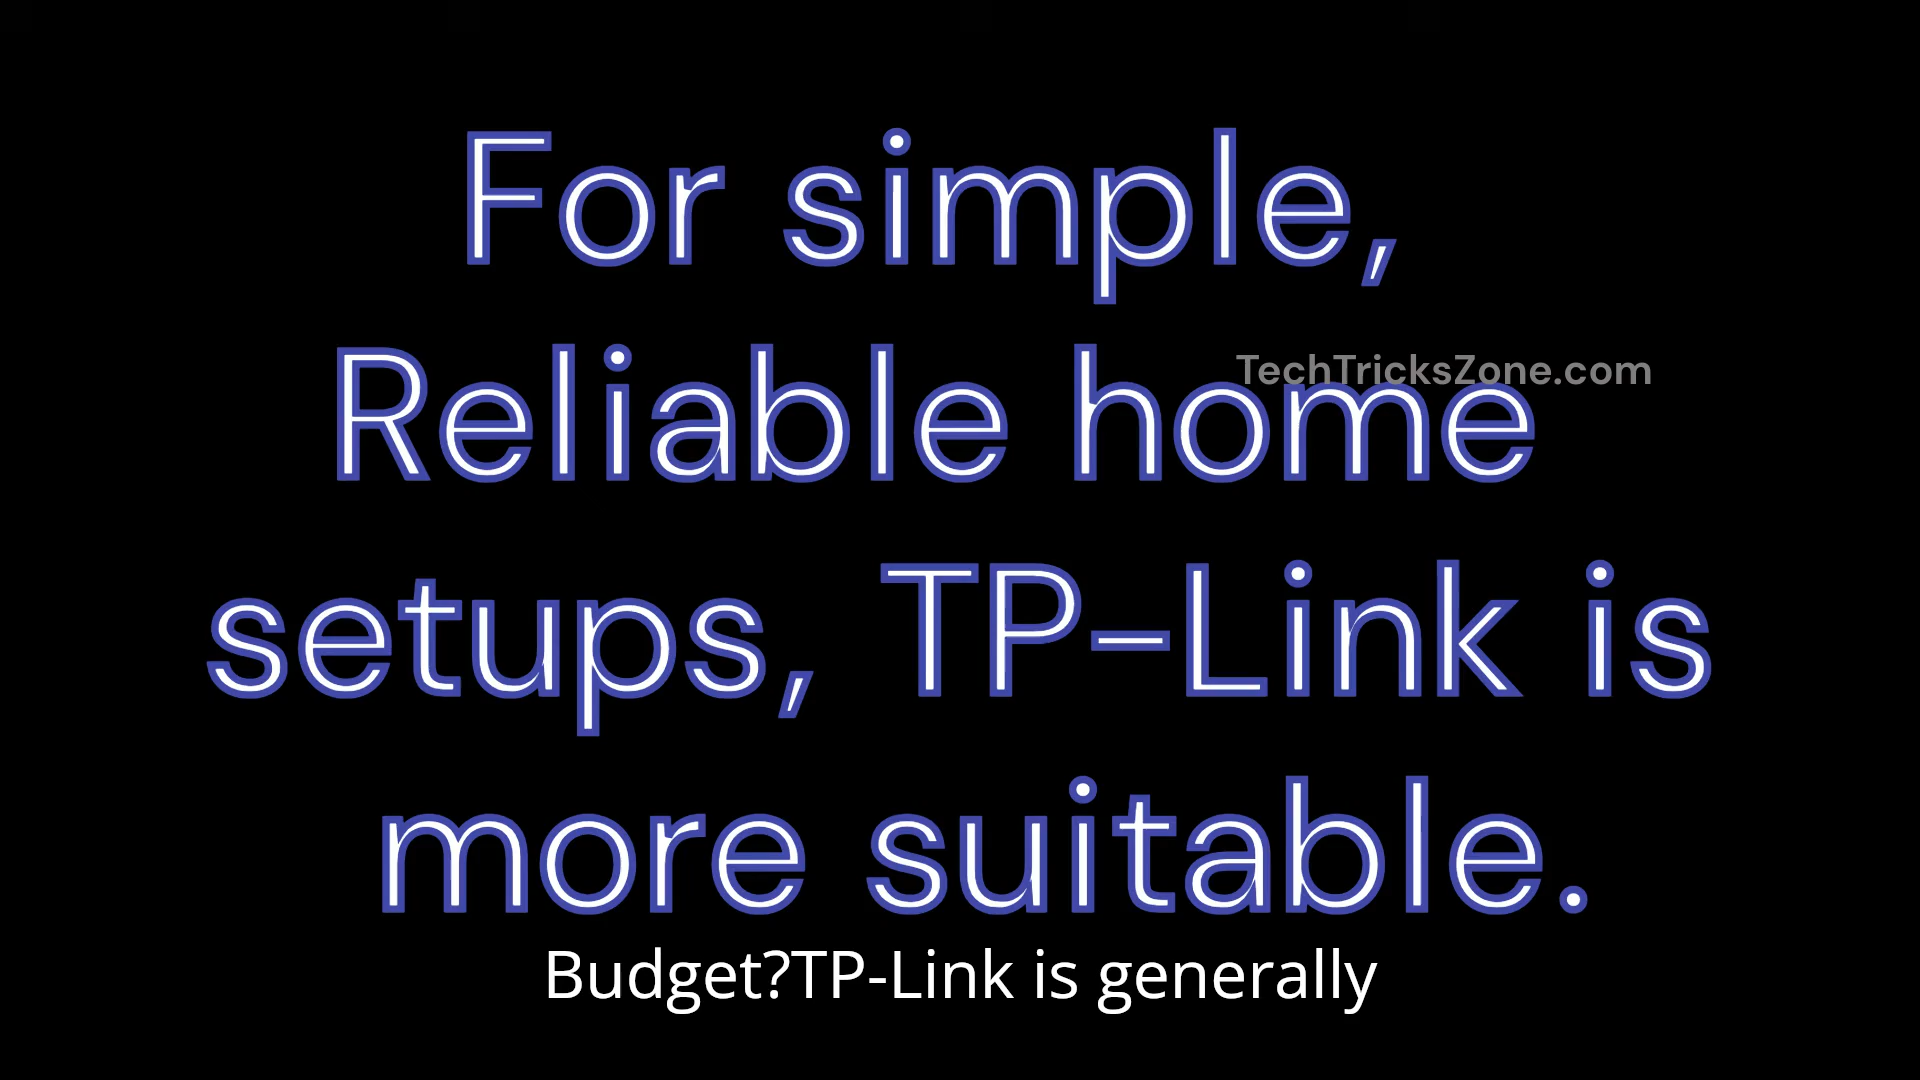 For simple,
Reliable home
TechTricksZone.com
setups, TP-Link is
more suitable.
Budget?TP-Link is generally